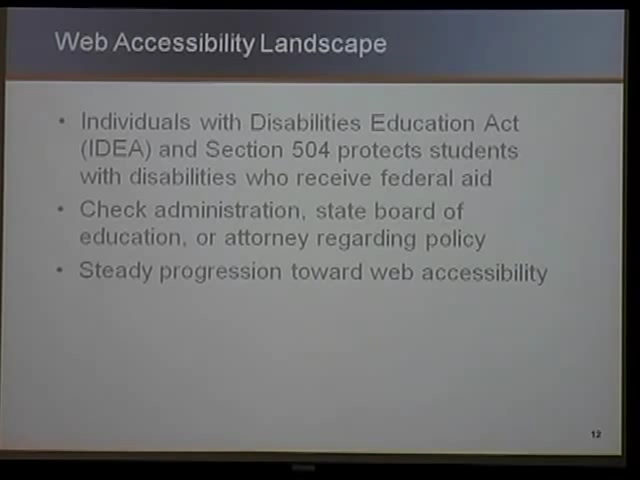 Web Accessibility Landscape
• Individuals with Disabilities Education Act
(IDEA) and Section 504 protects students
with disabilities who receive federal aid
• Check administration, state board of
education, or attorney regarding policy
• Steady progression toward web accessibility
12